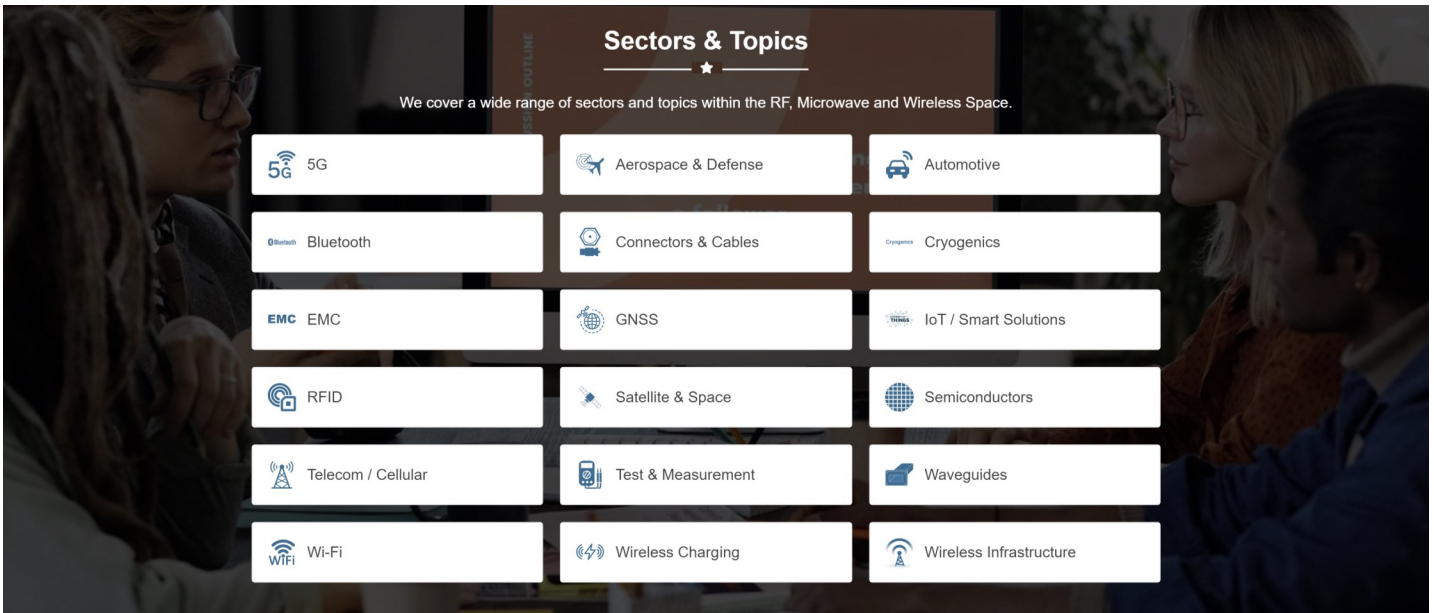 Sectors & Topics
We cover a wide range of sectors and topics within the RF, Microwave and Wireless Space.
5G 5G
Aerospace & Defense
Automotive
Bluetooth Bluetooth
Connectors & Cables
Cryogenics Cryogenics
EMC EMC
GNSS
THINGS IoT / Smart Solutions
RFID
Satellite & Space
Semiconductors
Telecom / Cellular
Test & Measurement
Waveguides
WiFi Wi-Fi
Wireless Charging
Wireless Infrastructure
OUTLINE